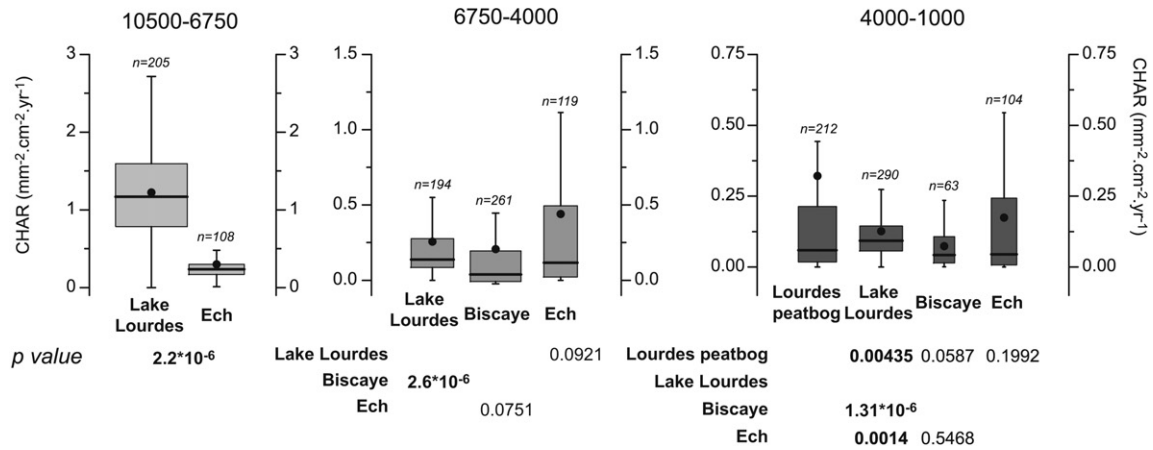 10500-6750
6750-4000
4000-1000
CHAR (mm-2.cm-2.yr-1)
3
2
1
0
n=205
n=108
Lake Lourdes
Ech
3
2
1
0
1.5
1.0
0.5
0.0
n=194
n=261
n=119
Lake Lourdes
Biscaye
Ech
1.5
1.0
0.5
0.0
0.75
0.50
0.25
0.00
n=212
n=290
n=63
n=104
Lourdes peatbog
Lake Lourdes
Biscaye
Ech
0.75
0.50
0.25
0.00
CHAR (mm-2.cm-2.yr-1)
p value
2.2*10-6
Lake Lourdes 0.0921
Biscaye 2.6*10-6
Ech 0.0751
Lourdes peatbog 0.00435 0.0587 0.1992
Lake Lourdes
Biscaye 1.31*10-6
Ech 0.0014 0.5468